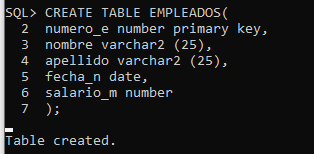 SQL> CREATE TABLE EMPLEADOS(
2 numero_e number primary key,
3 nombre varchar2 (25),
4 apellido varchar2 (25),
5 fecha_n date,
6 salario_m number
7 );
Table created.